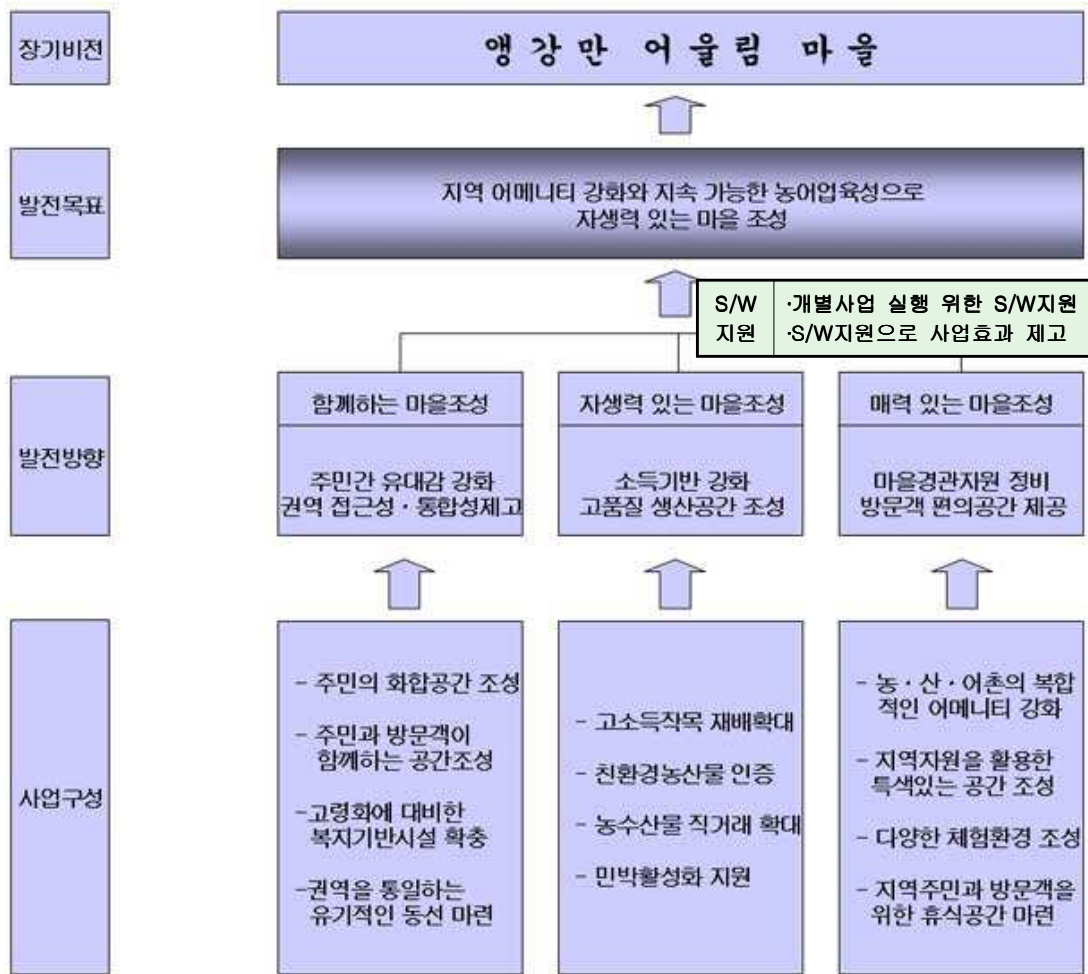 장기비전
앵강만 어울림 마을
발전목표
지역 어메니티 강화와 지속 가능한 농어업육성으로
자생력 있는 마을 조성
S/W
지원
·개별사업 실행 위한 S/W지원
·S/W지원으로 사업효과 제고
발전방향
함께하는 마을조성
주민간 유대감 강화
권역 접근성·통합성제고
자생력 있는 마을조성
소득기반 강화
고품질 생산공간 조성
매력 있는 마을조성
마을경관자원 정비
방문객 편의공간 제공
사업구성
- 주민의 화합공간 조성
- 주민과 방문객이
함께하는 공간조성
-고령화에 대비한
복지기반시설 확충
-권역을 통일하는
유기적인 동선 마련
- 고소득작목 재배확대
- 친환경농산물 인증
- 농수산물 직거래 확대
- 민박활성화 지원
- 농·산·어촌의 복합
적인 어메니티 강화
- 지역자원을 활용한
특색있는 공간 조성
- 다양한 체험환경 조성
- 지역주민과 방문객을
위한 휴식공간 마련